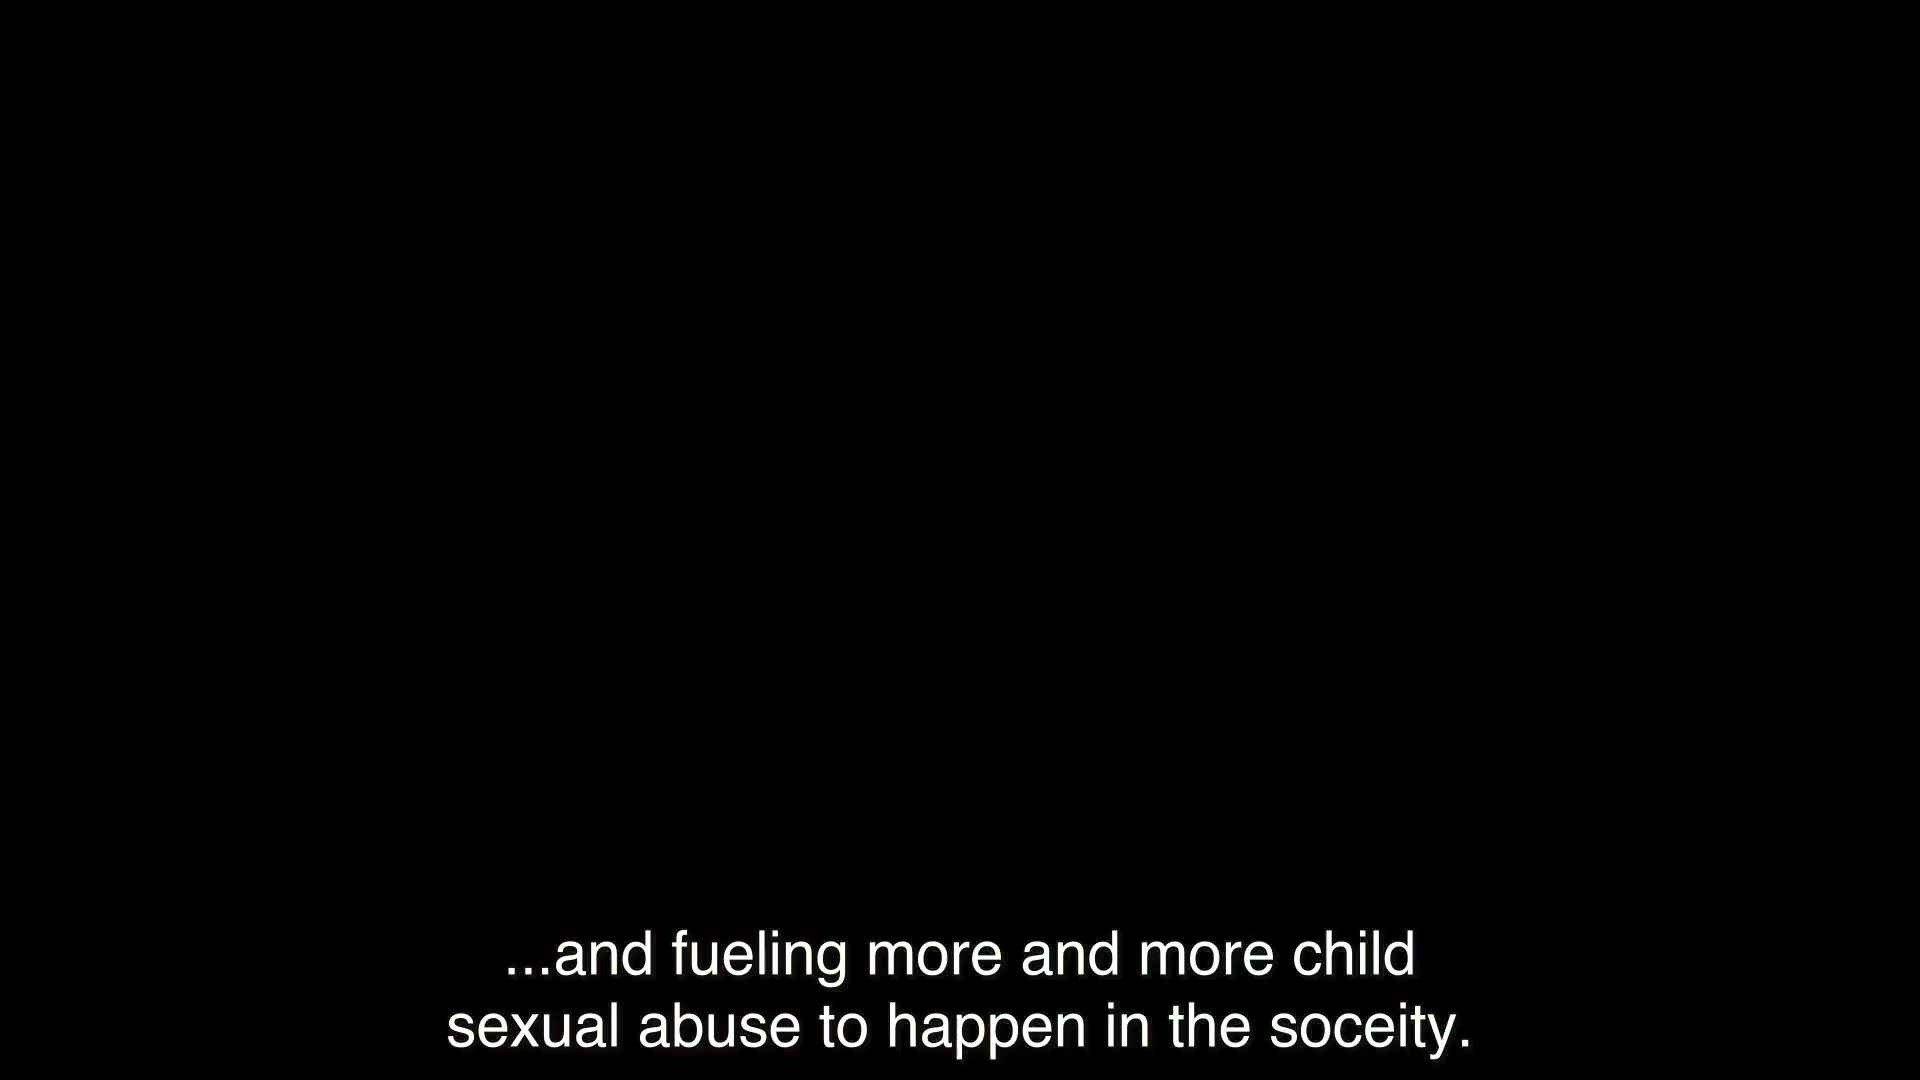 ...and fueling more and more child
sexual abuse to happen in the soceity.